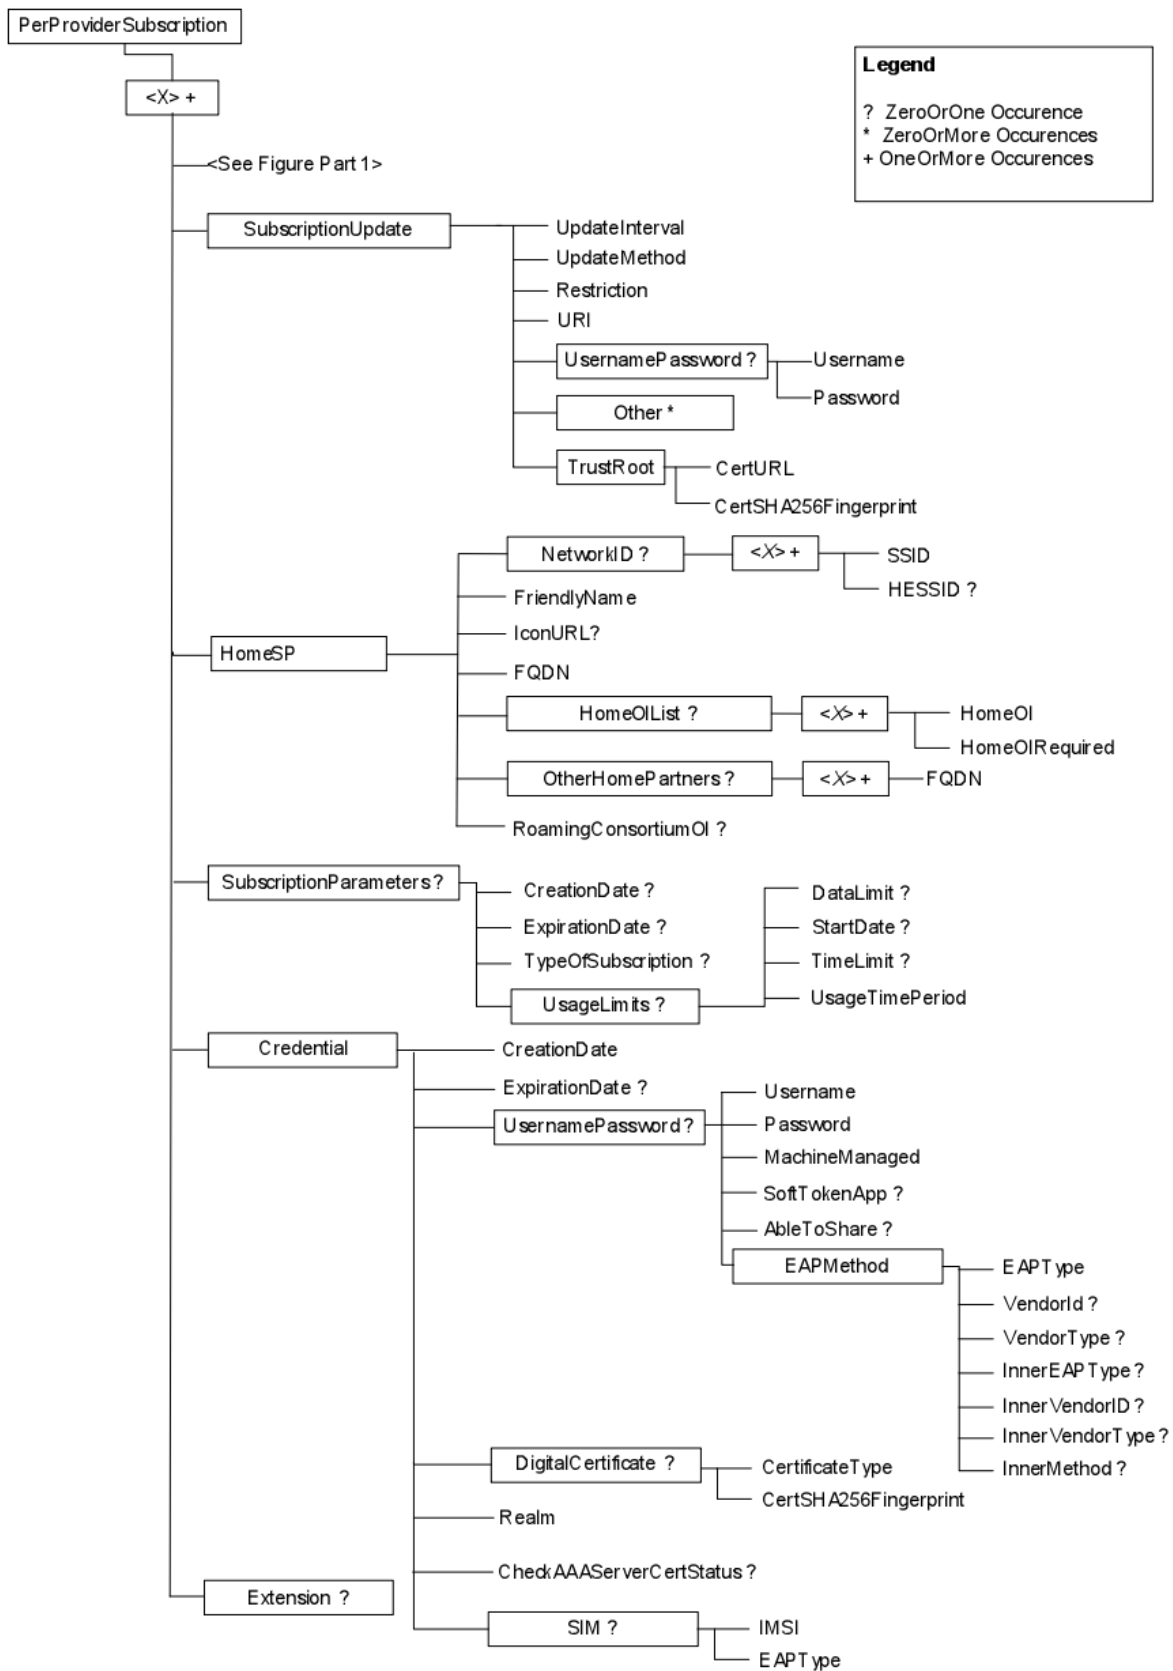 PerProviderSubscription
<X> +
Legend
? ZeroOrOne Occurence
* ZeroOrMore Occurences
+ OneOrMore Occurences
<See Figure Part 1>
SubscriptionUpdate
UpdateInterval
UpdateMethod
Restriction
URI
UsernamePassword ?
Username
Password
Other *
TrustRoot
CertURL
CertSHA256Fingerprint
HomeSP
NetworkID ?
<X> +
SSID
HESSID ?
FriendlyName
IconURL?
FQDN
HomeOIList ?
<X> +
HomeOI
HomeOIRequired
OtherHomePartners ?
<X> +
FQDN
RoamingConsortiumOI ?
SubscriptionParameters ?
CreationDate ?
ExpirationDate ?
TypeOfSubscription ?
UsageLimits ?
DataLimit ?
StartDate ?
TimeLimit ?
UsageTimePeriod
Credential
CreationDate
ExpirationDate ?
UsernamePassword ?
Username
Password
MachineManaged
SoftTokenApp ?
AbleToShare ?
EAPMethod
EAPType
VendorId ?
VendorType ?
InnerEAPType ?
InnerVendorID ?
InnerVendorType ?
InnerMethod ?
DigitalCertificate ?
CertificateType
CertSHA256Fingerprint
Realm
CheckAAAServerCertStatus ?
Extension ?
SIM ?
IMSI
EAPType